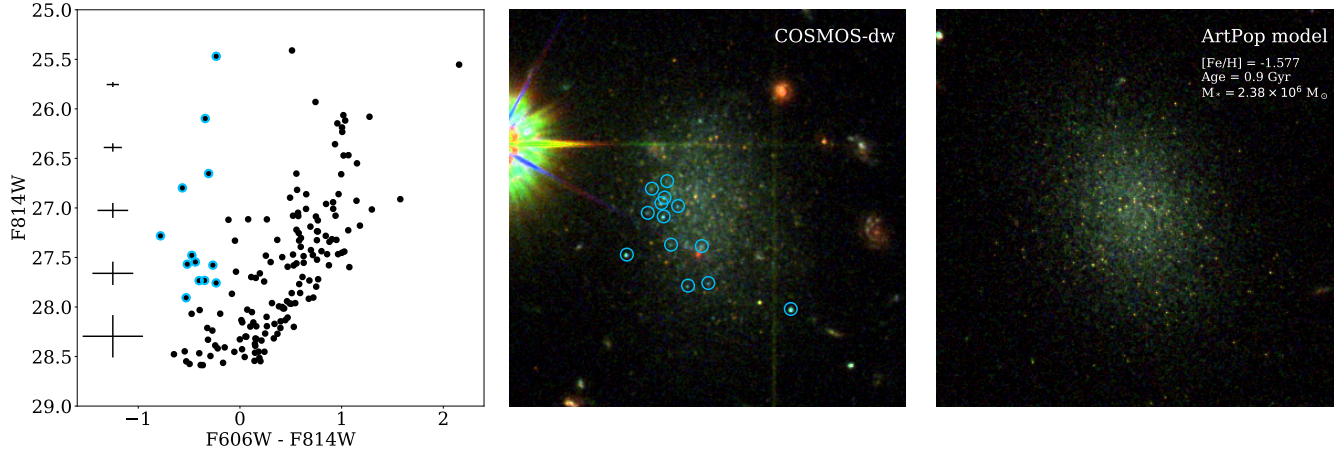 25.0
25.5
26.0
26.5
27.0
27.5
28.0
28.5
29.0
F814W
−1
0
1
2
F606W - F814W
COSMOS-dw
ArtPop model
[Fe/H] = -1.577
Age = 0.9 Gyr
M∗ = 2.38 × 10⁶ M⊙